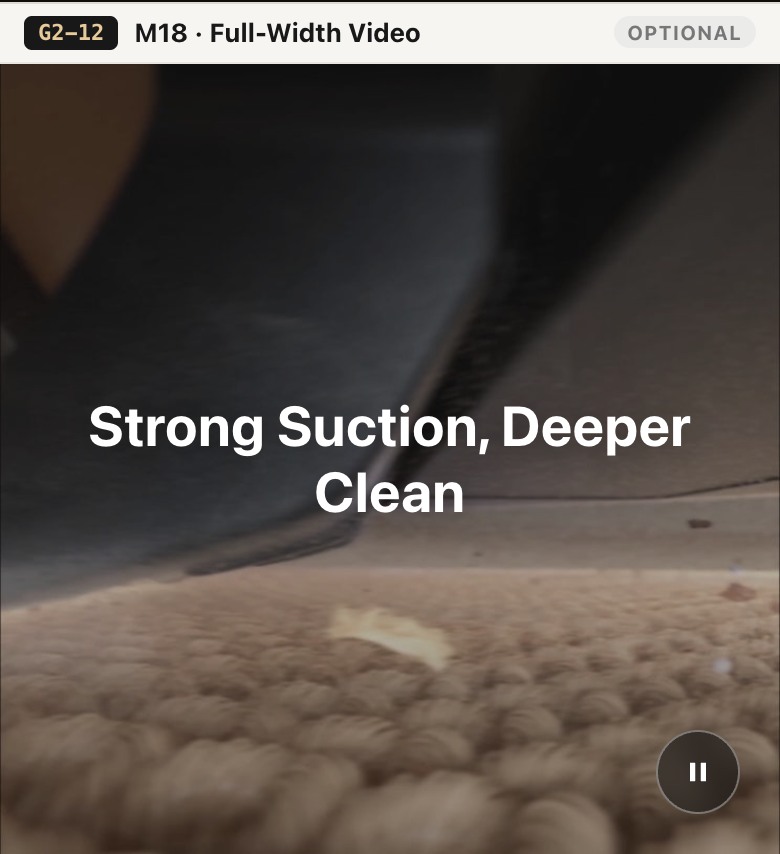 G2–12 M18 · Full-Width Video OPTIONAL
Strong Suction, Deeper
Clean